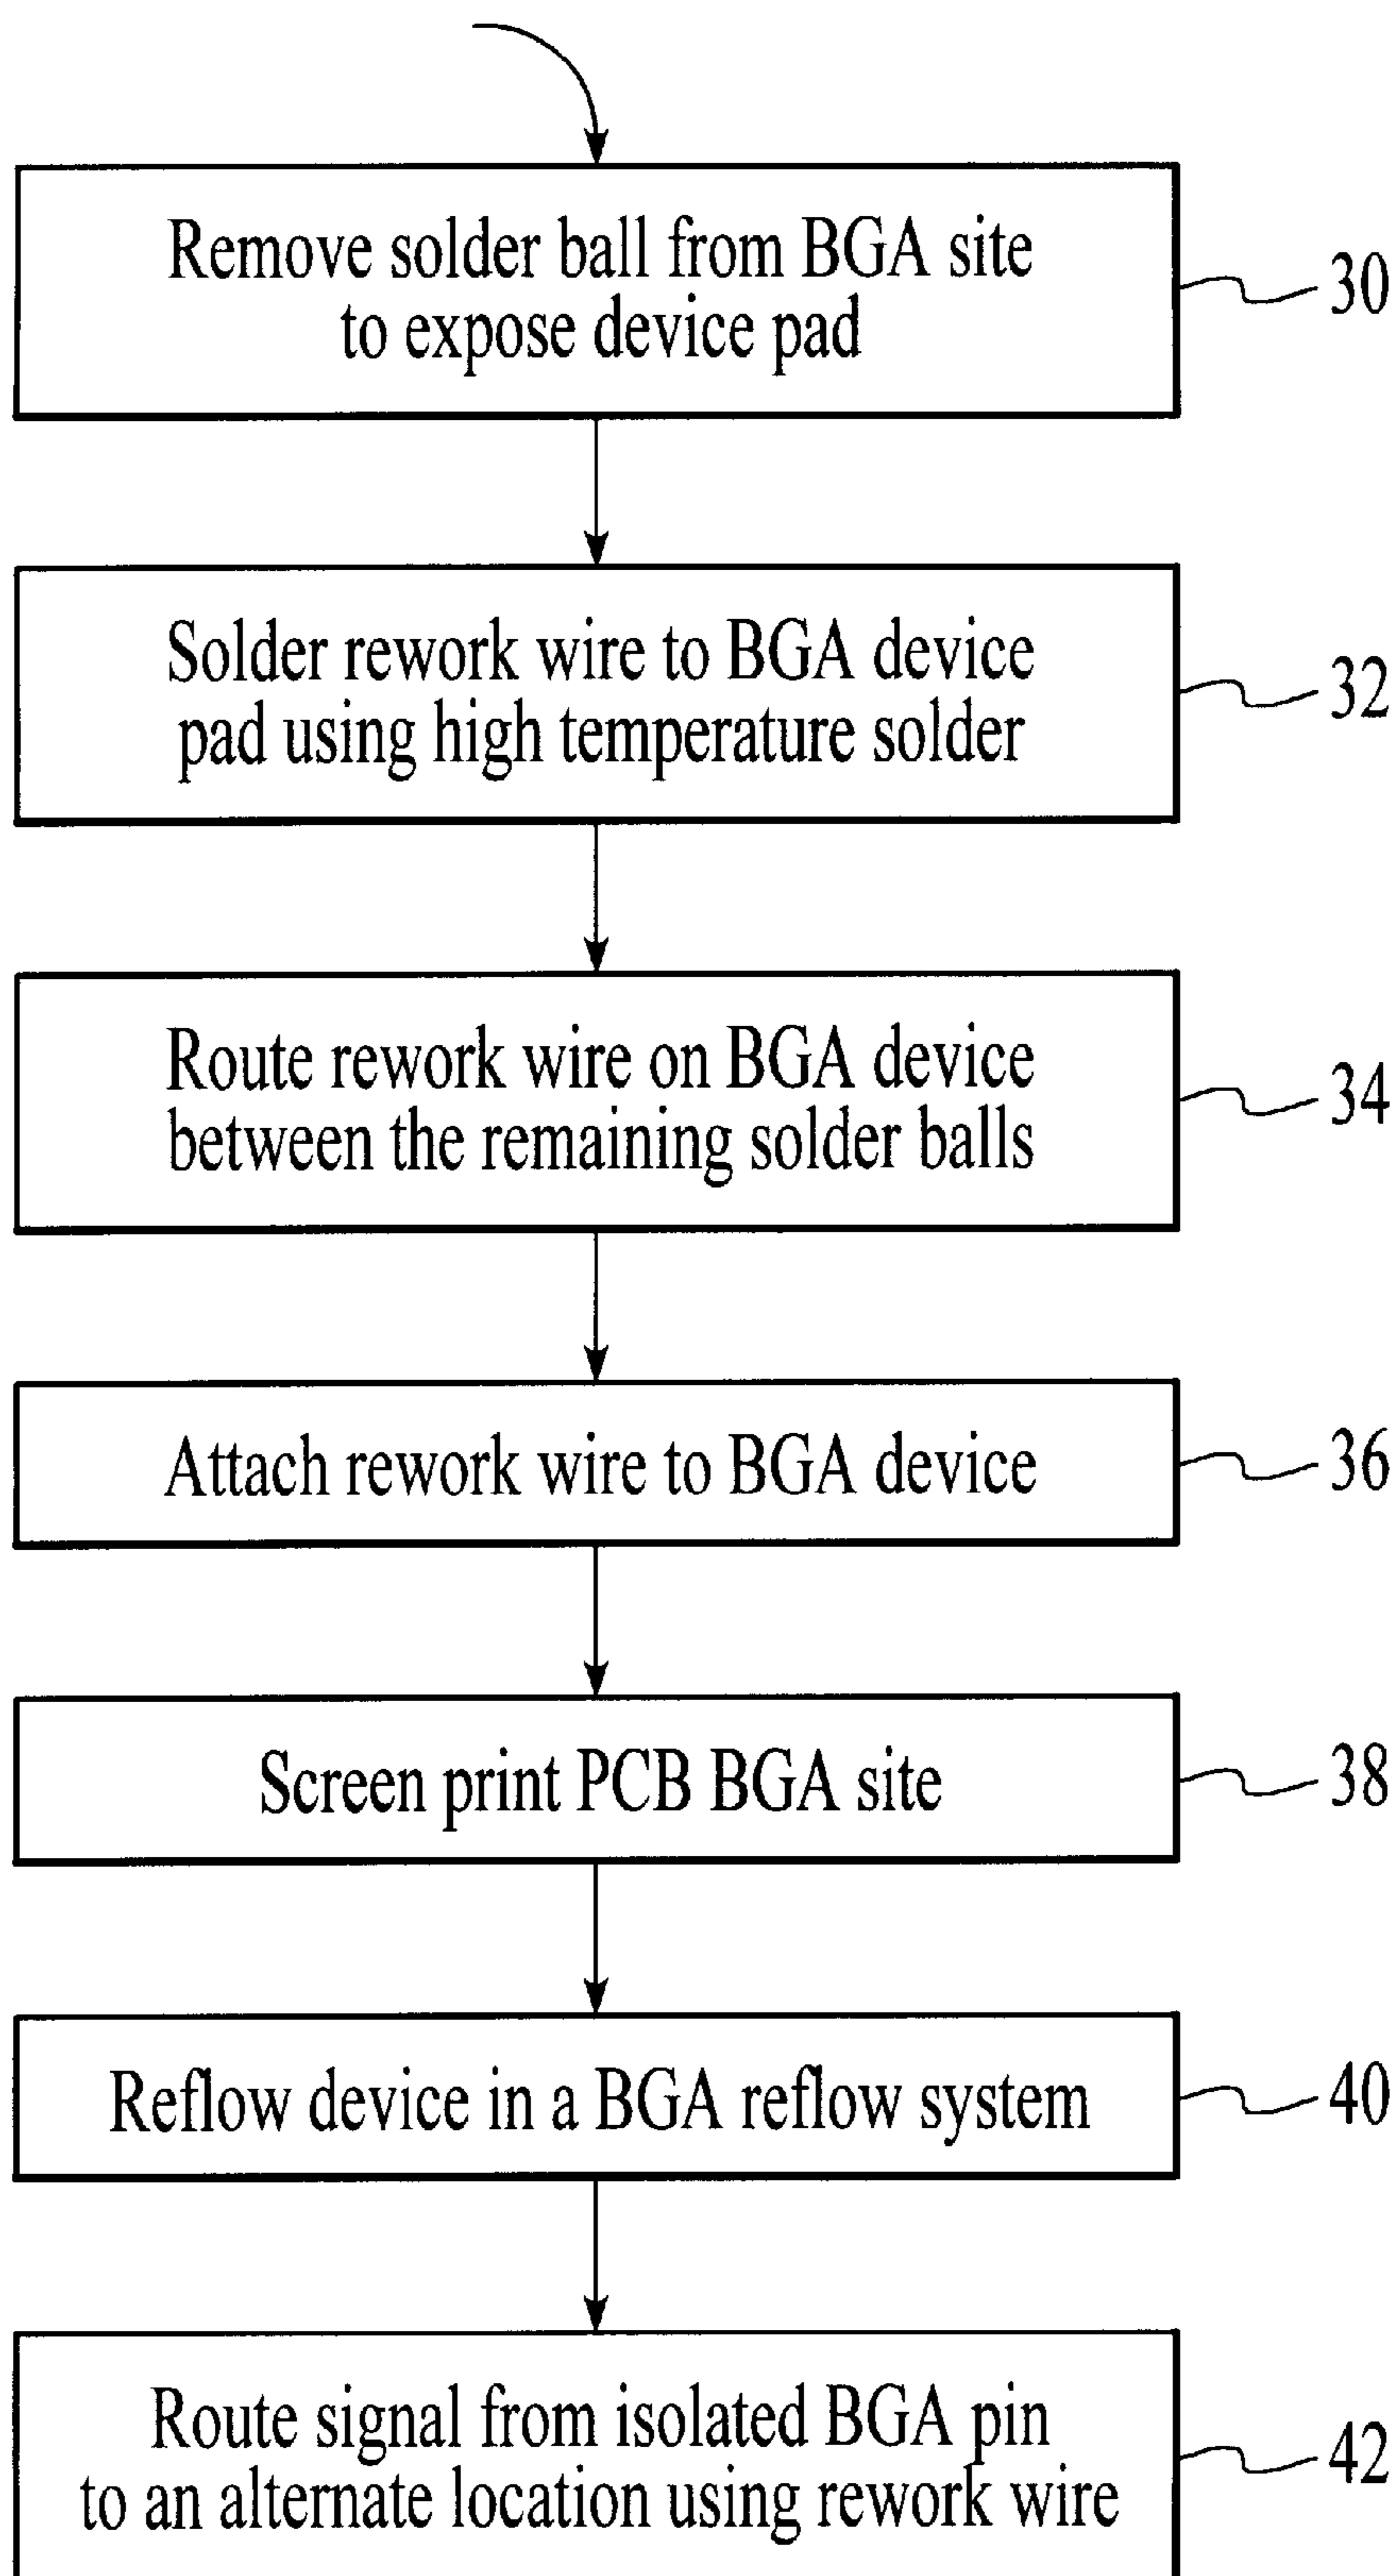 Remove solder ball from BGA site
to expose device pad
30
Solder rework wire to BGA device
pad using high temperature solder
32
Route rework wire on BGA device
between the remaining solder balls
34
Attach rework wire to BGA device
36
Screen print PCB BGA site
38
Reflow device in a BGA reflow system
40
Route signal from isolated BGA pin
to an alternate location using rework wire
42